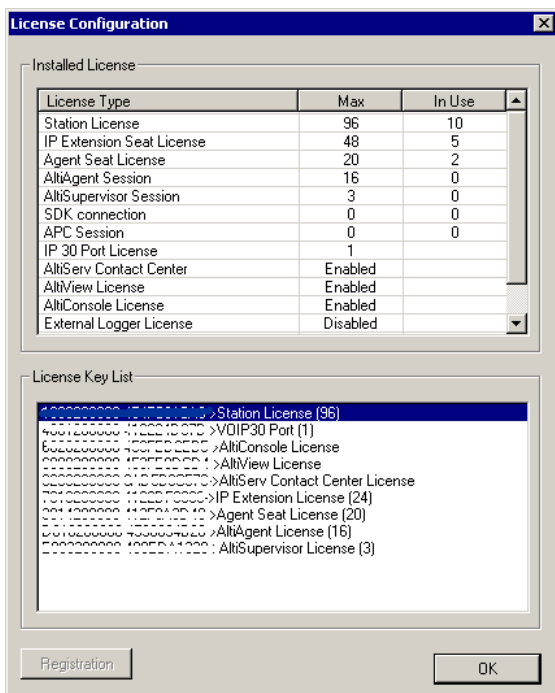 License Configuration
Installed License
License Type Max In Use
Station License 96 10
IP Extension Seat License 48 5
Agent Seat License 20 2
AltiAgent Session 16 0
AltiSupervisor Session 3 0
SDK connection 0 0
APC Session 0 0
IP 30 Port License 1
AltiServ Contact Center Enabled
AltiView License Enabled
AltiConsole License Enabled
External Logger License Disabled
License Key List
>Station License (96)
>VOIP30 Port (1)
>AltiConsole License
>AltiView License
>AltiServ Contact Center License
>IP Extension License (24)
>Agent Seat License (20)
>AltiAgent License (16)
AltiSupervisor License (3)
Registration
OK